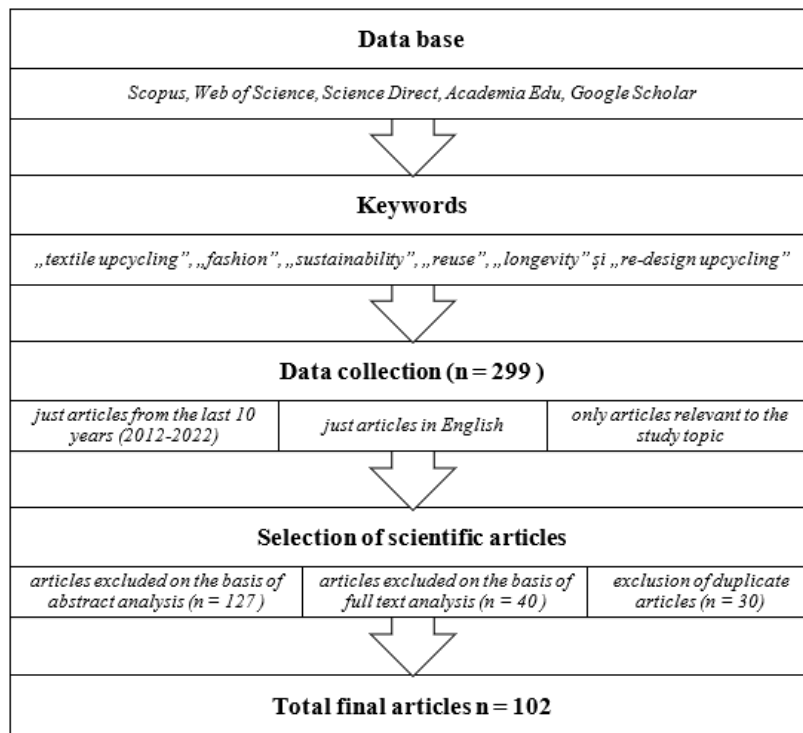 Data base
Scopus, Web of Science, Science Direct, Academia Edu, Google Scholar
Keywords
„textile upcycling”, „fashion”, „sustainability”, „reuse”, „longevity” și „re-design upcycling”
Data collection (n = 299 )
just articles from the last 10
years (2012-2022)
just articles in English
only articles relevant to the
study topic
Selection of scientific articles
articles excluded on the basis of
abstract analysis (n = 127 )
articles excluded on the basis of
full text analysis (n = 40 )
exclusion of duplicate
articles (n = 30)
Total final articles n = 102